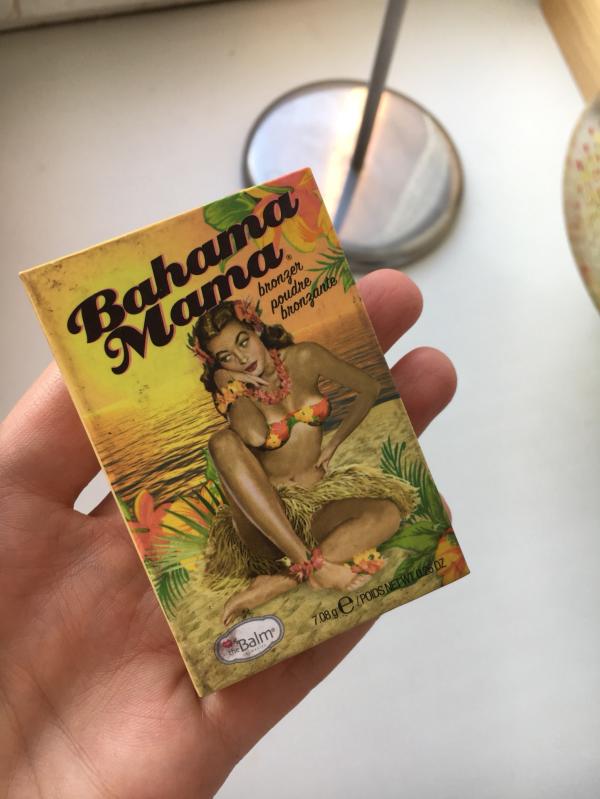 Bahama
Mama®
bronzer
poudre
bronzante
7.08 g e / POIDS NET WT. 0.25 OZ
theBalm®